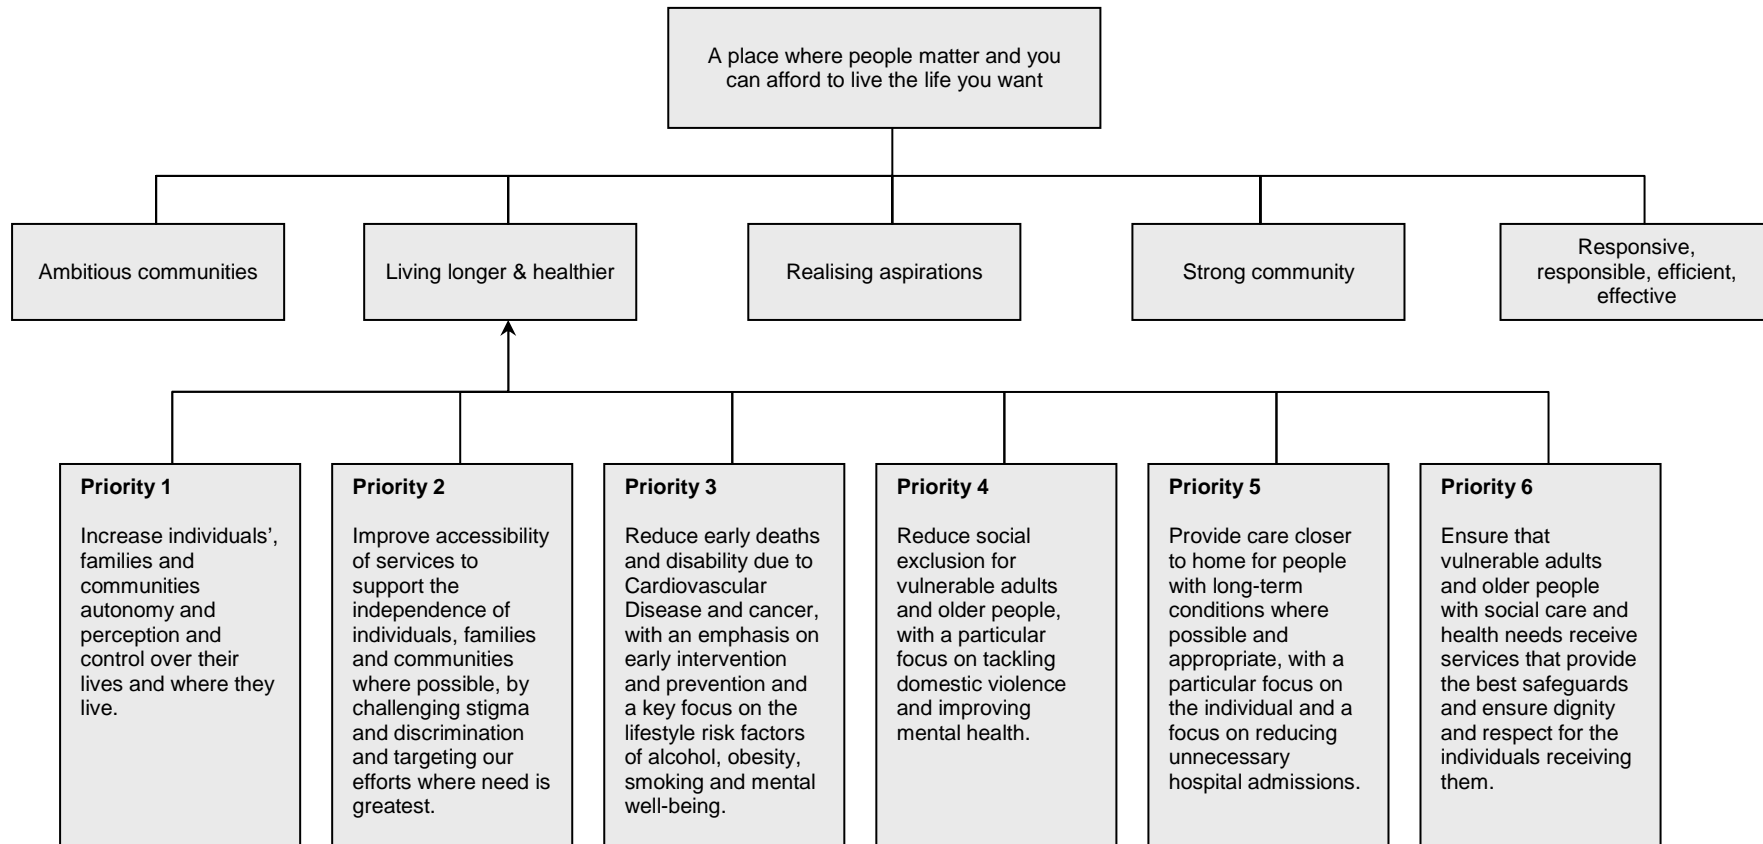 A place where people matter and you
can afford to live the life you want
Ambitious communities
Living longer & healthier
Realising aspirations
Strong community
Responsive,
responsible, efficient,
effective
Priority 1
Increase individuals’,
families and
communities
autonomy and
perception and
control over their
lives and where they
live.
Priority 2
Improve accessibility
of services to
support the
independence of
individuals, families
and communities
where possible, by
challenging stigma
and discrimination
and targeting our
efforts where need is
greatest.
Priority 3
Reduce early deaths
and disability due to
Cardiovascular
Disease and cancer,
with an emphasis on
early intervention
and prevention and
a key focus on the
lifestyle risk factors
of alcohol, obesity,
smoking and mental
well-being.
Priority 4
Reduce social
exclusion for
vulnerable adults
and older people,
with a particular
focus on tackling
domestic violence
and improving
mental health.
Priority 5
Provide care closer
to home for people
with long-term
conditions where
possible and
appropriate, with a
particular focus on
the individual and a
focus on reducing
unnecessary
hospital admissions.
Priority 6
Ensure that
vulnerable adults
and older people
with social care and
health needs receive
services that provide
the best safeguards
and ensure dignity
and respect for the
individuals receiving
them.